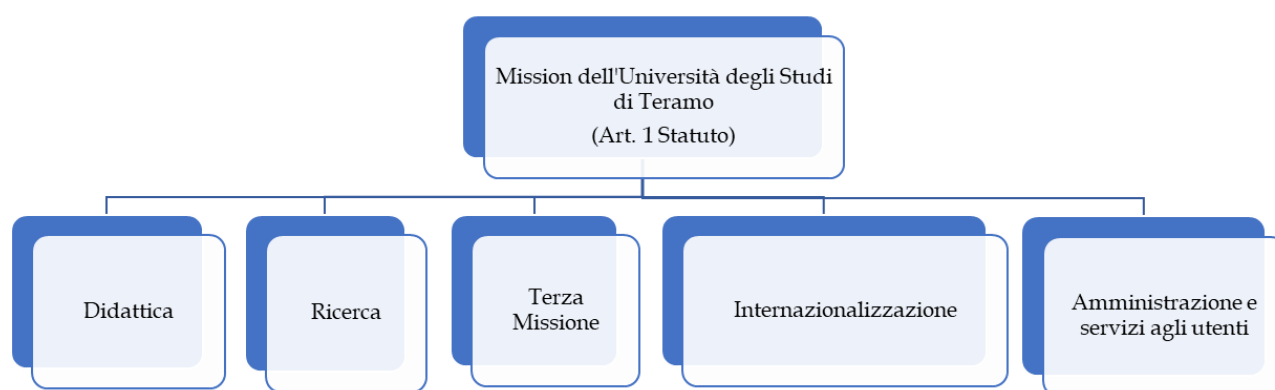 Mission dell'Università degli Studi
di Teramo
(Art. 1 Statuto)
Didattica
Ricerca
Terza
Missione
Internazionalizzazione
Amministrazione e
servizi agli utenti